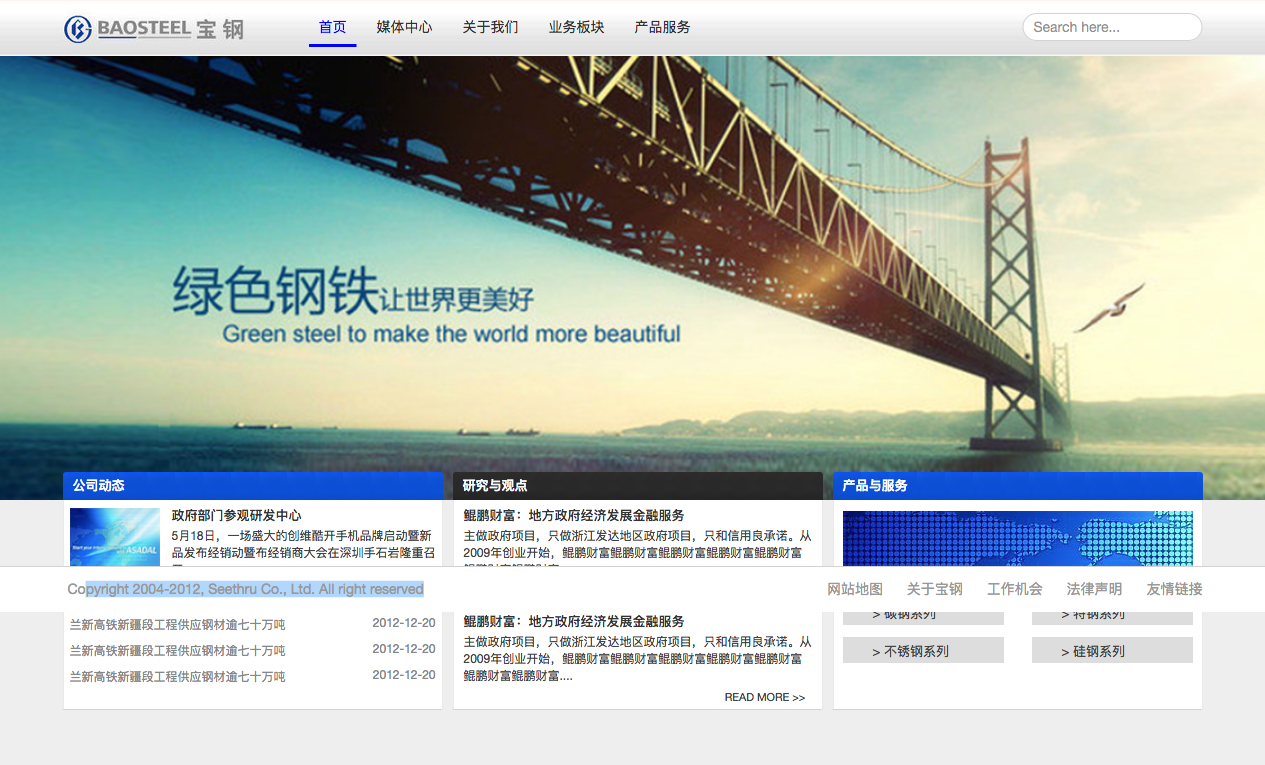 BAOSTEEL 宝钢
首页 媒体中心 关于我们 业务板块 产品服务
Search here...
绿色钢铁让世界更美好
Green steel to make the world more beautiful
公司动态
政府部门参观研发中心
5月18日，一场盛大的创维酷开手机品牌启动暨新
品发布经销动暨布经销商大会在深圳手石岩隆重召
研究与观点
鲲鹏财富：地方政府经济发展金融服务
主做政府项目，只做浙江发达地区政府项目，只和信用良承诺。从
2009年创业开始，鲲鹏财富鲲鹏财富鲲鹏财富鲲鹏财富鲲鹏财富
产品与服务
Copyright 2004-2012, Seethru Co., Ltd. All right reserved
网站地图 关于宝钢 工作机会 法律声明 友情链接
兰新高铁新疆段工程供应钢材逾七十万吨 2012-12-20
兰新高铁新疆段工程供应钢材逾七十万吨 2012-12-20
兰新高铁新疆段工程供应钢材逾七十万吨 2012-12-20
鲲鹏财富：地方政府经济发展金融服务
主做政府项目，只做浙江发达地区政府项目，只和信用良承诺。从
2009年创业开始，鲲鹏财富鲲鹏财富鲲鹏财富鲲鹏财富鲲鹏财富
鲲鹏财富鲲鹏财富....
READ MORE >>
> 碳钢系列 > 特钢系列
> 不锈钢系列 > 硅钢系列